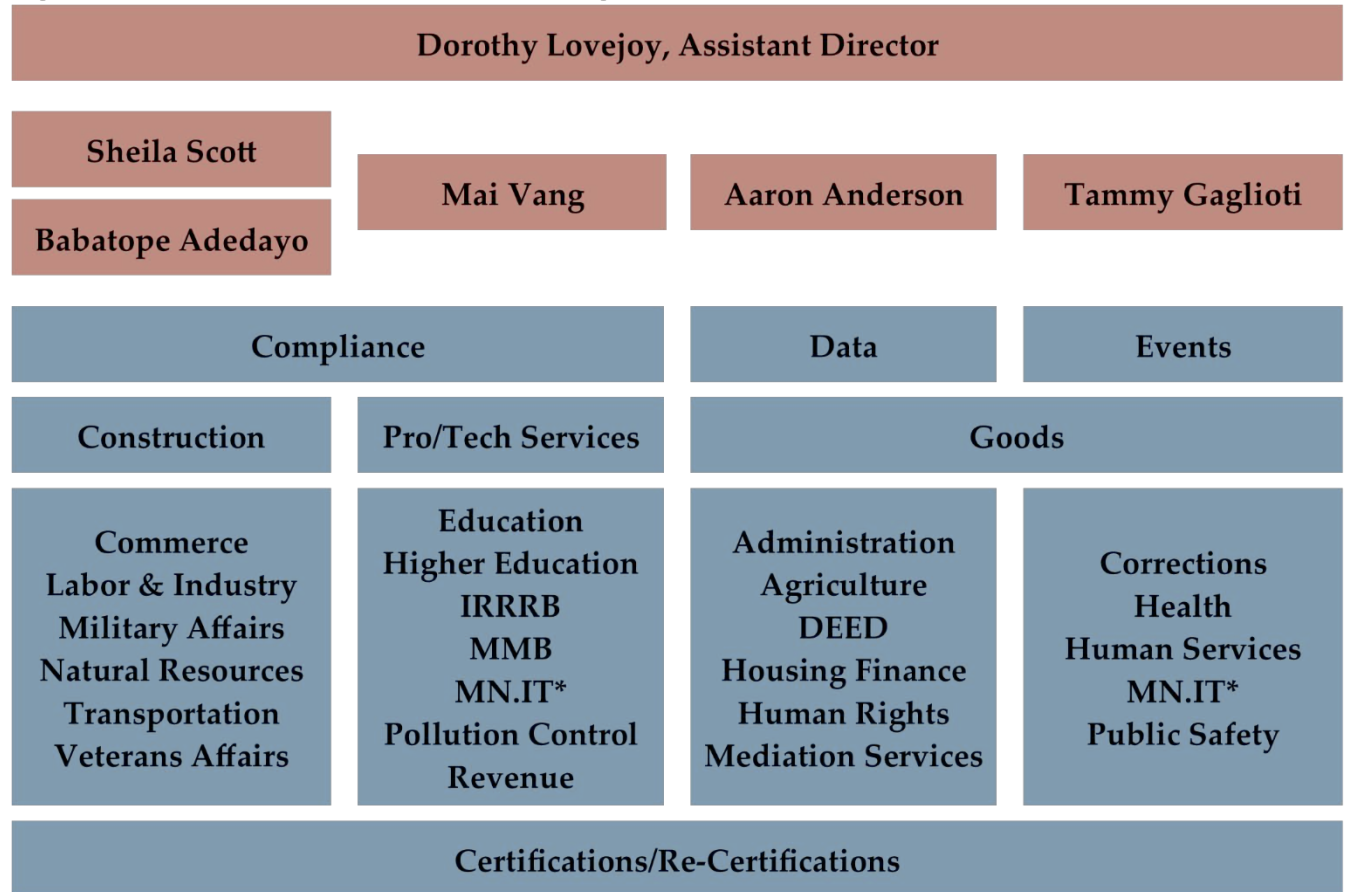 Dorothy Lovejoy, Assistant Director
Sheila Scott
Babatope Adedayo
Mai Vang
Aaron Anderson
Tammy Gaglioti
Compliance
Data
Events
Construction
Pro/Tech Services
Goods
Commerce
Labor & Industry
Military Affairs
Natural Resources
Transportation
Veterans Affairs
Education
Higher Education
IRRRB
MMB
MN.IT*
Pollution Control
Revenue
Administration
Agriculture
DEED
Housing Finance
Human Rights
Mediation Services
Corrections
Health
Human Services
MN.IT*
Public Safety
Certifications/Re-Certifications